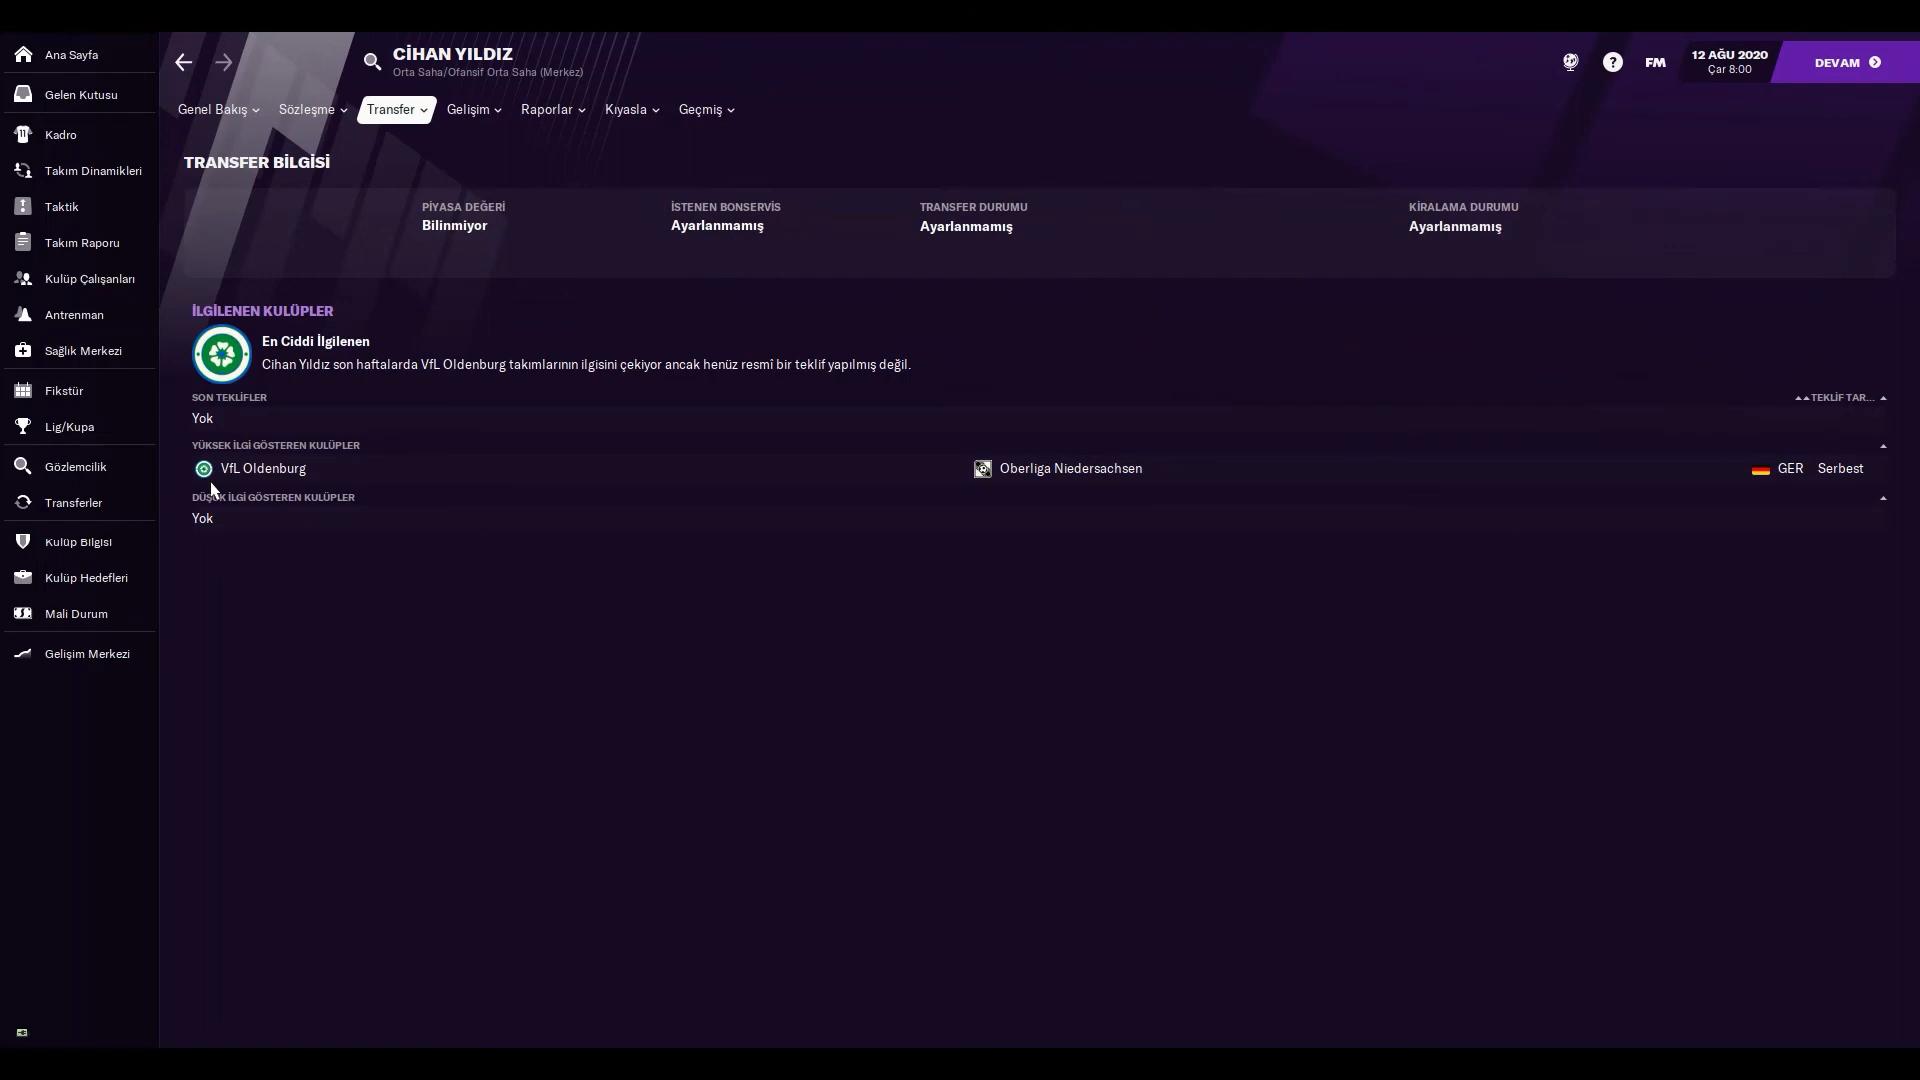 Ana Sayfa
Gelen Kutusu
Kadro
Takım Dinamikleri
Taktik
Takım Raporu
Kulüp Çalışanları
Antrenman
Sağlık Merkezi
Fikstür
Lig/Kupa
Gözlemcilik
Transferler
Kulüp Bilgisi
Kulüp Hedefleri
Mali Durum
Gelişim Merkezi
CİHAN YILDIZ
Orta Saha/Ofansif Orta Saha (Merkez)
FM
12 AĞU 2020
Çar 8:00
DEVAM
Genel Bakış Sözleşme Transfer Gelişim Raporlar Kıyasla Geçmiş
TRANSFER BİLGİSİ
PİYASA DEĞERİ İSTENEN BONSERVİS TRANSFER DURUMU KİRALAMA DURUMU
Bilinmiyor Ayarlanmamış Ayarlanmamış Ayarlanmamış
İLGİLENEN KULÜPLER
En Ciddi İlgilenen
Cihan Yıldız son haftalarda VfL Oldenburg takımlarının ilgisini çekiyor ancak henüz resmî bir teklif yapılmış değil.
SON TEKLİFLER TEKLİF TAR...
Yok
YÜKSEK İLGİ GÖSTEREN KULÜPLER
VfL Oldenburg Oberliga Niedersachsen GER Serbest
DÜŞÜK İLGİ GÖSTEREN KULÜPLER
Yok